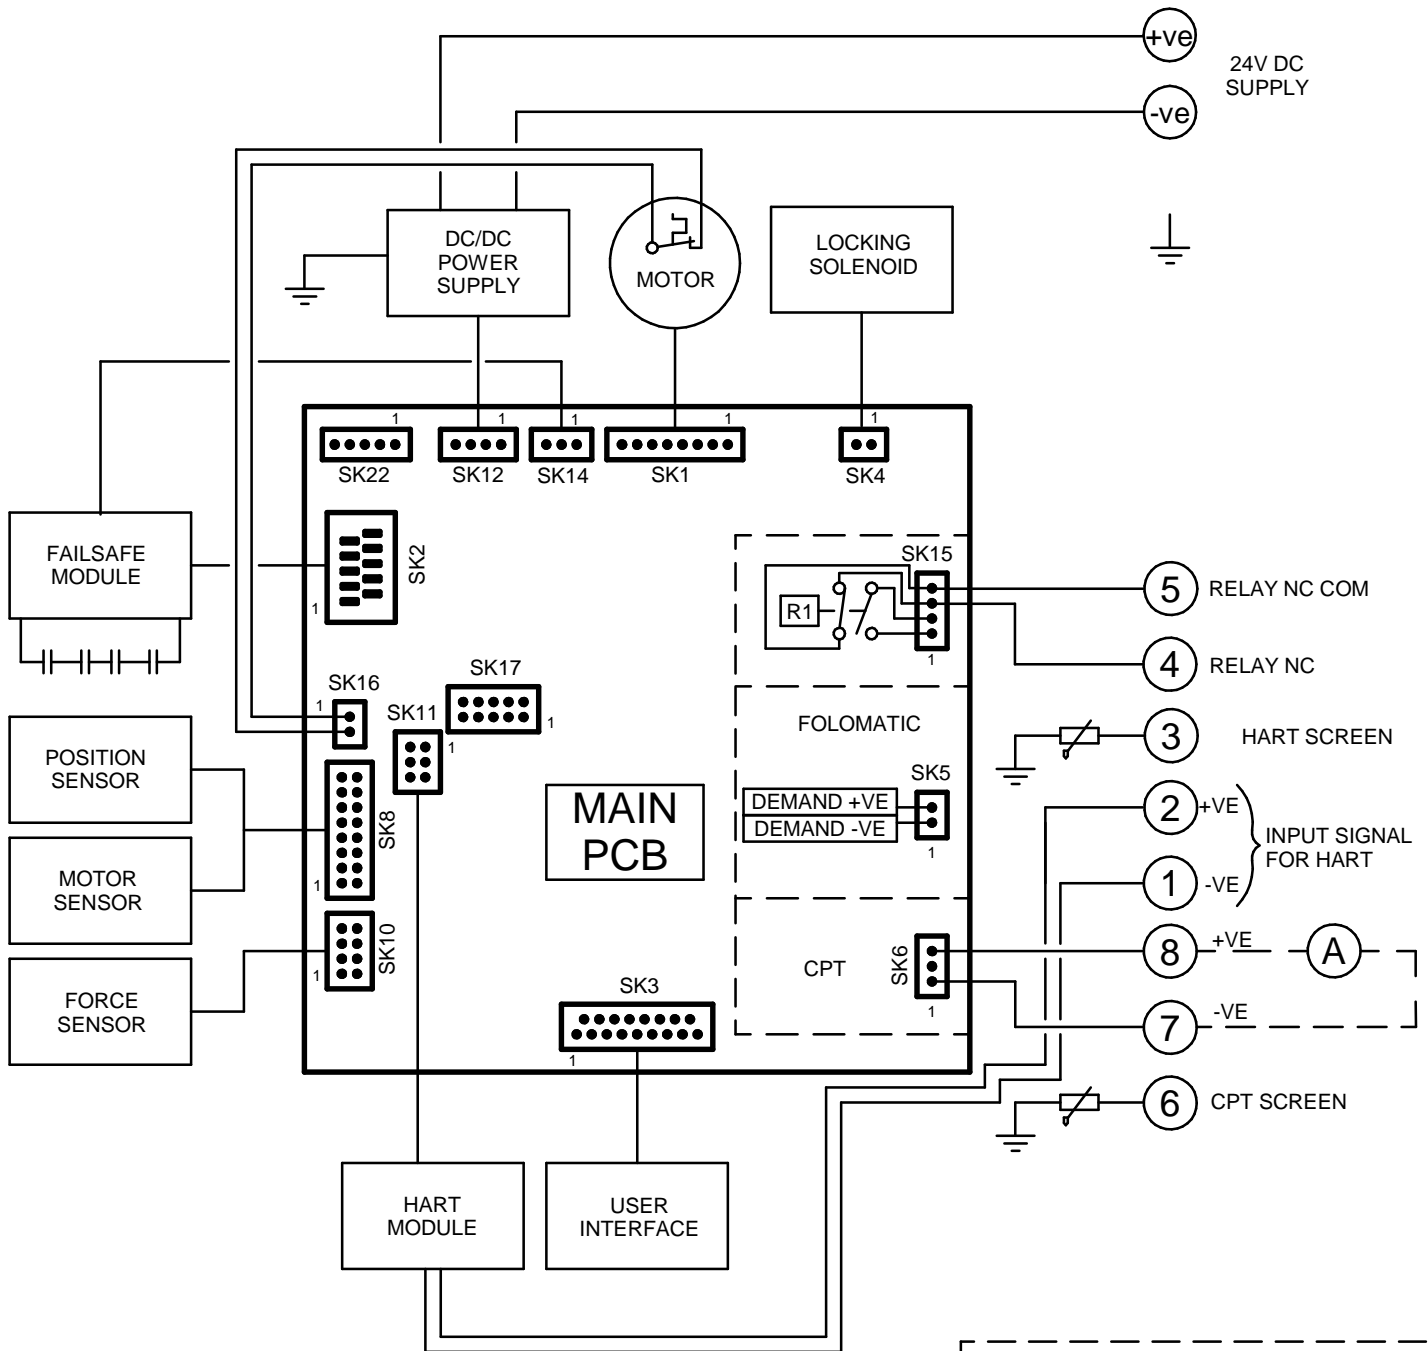 +ve
24V DC
SUPPLY
-ve
DC/DC
POWER
SUPPLY
MOTOR
LOCKING
SOLENOID
1
1
1
1
1
SK22
SK12
SK14
SK1
SK4
FAILSAFE
MODULE
SK2
1
SK15
R1
1
5
RELAY NC COM
4
RELAY NC
SK16
1
SK17
1
SK11
1
FOLOMATIC
3
HART SCREEN
POSITION
SENSOR
MOTOR
SENSOR
SK8
1
MAIN
PCB
SK5
DEMAND +VE
DEMAND -VE
1
2
+VE
1
-VE
INPUT SIGNAL
FOR HART
FORCE
SENSOR
SK10
1
CPT
SK6
1
8
+VE
A
7
-VE
SK3
1
6
CPT SCREEN
HART
MODULE
USER
INTERFACE